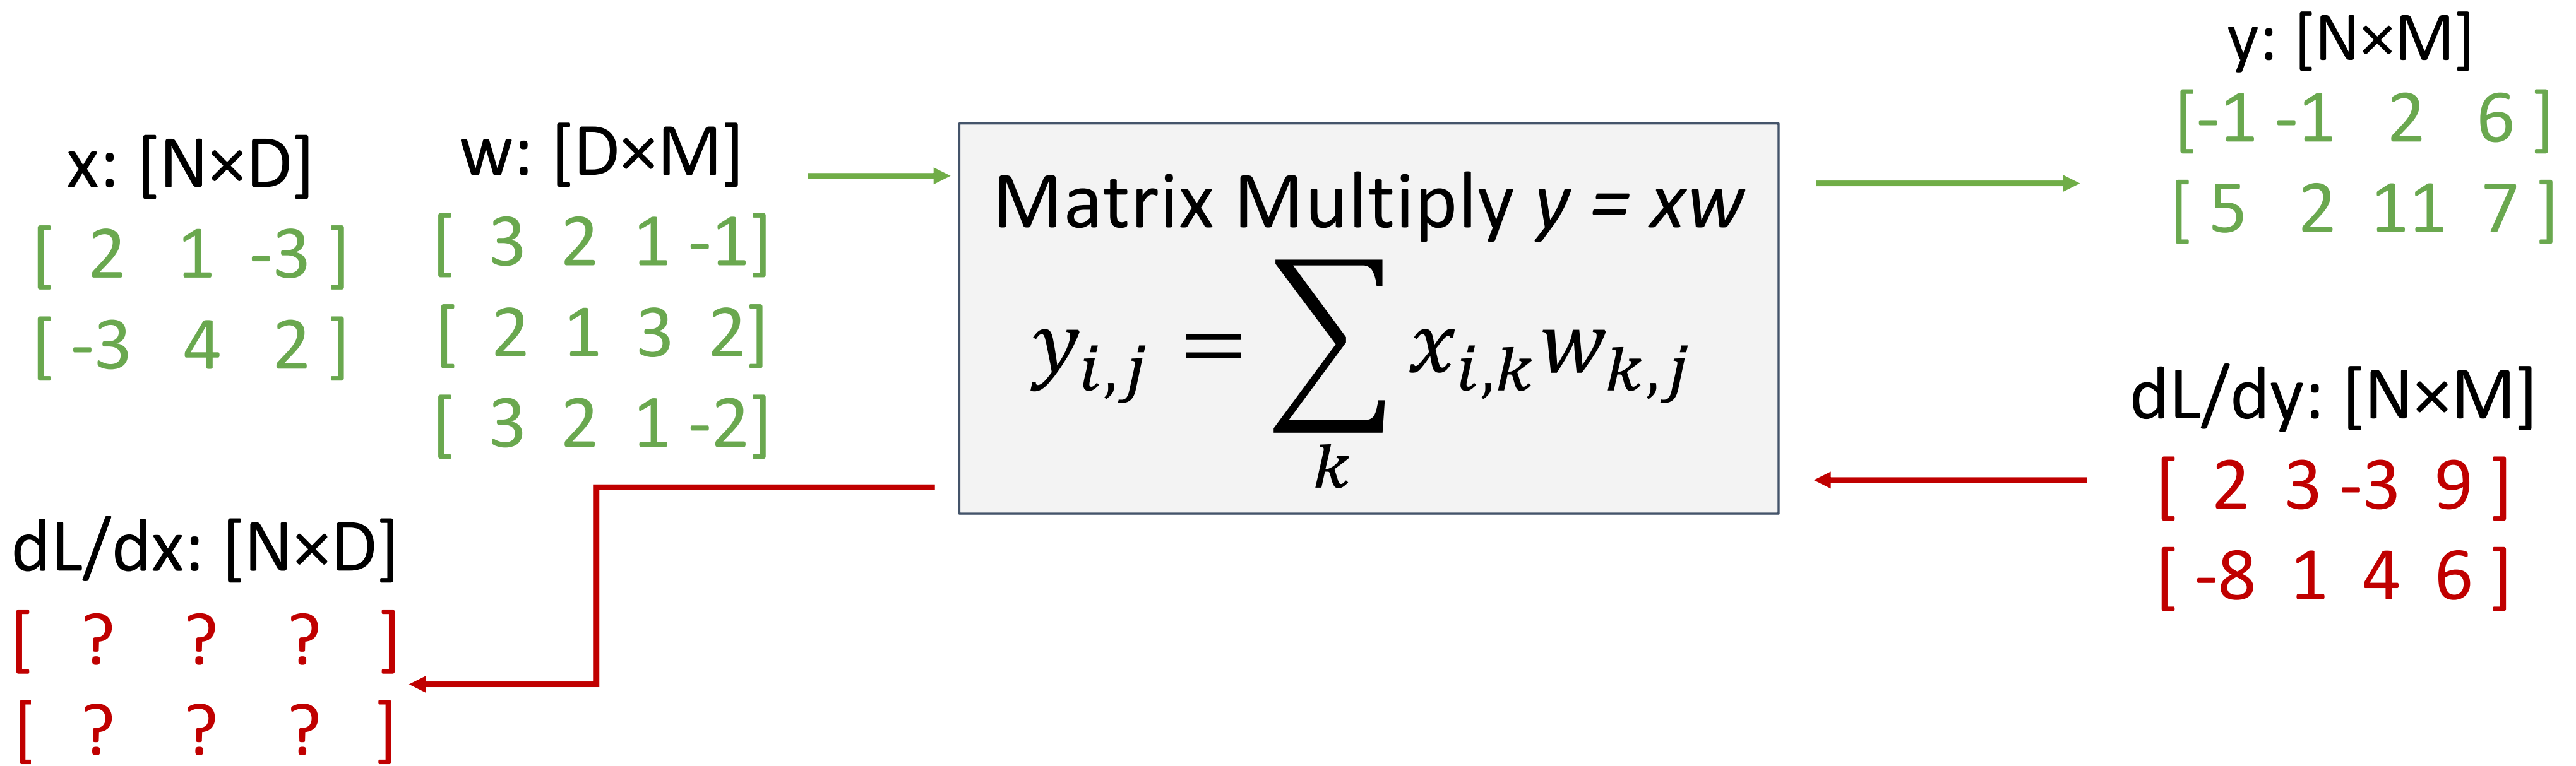 x: [N×D]
[ 2 1 -3 ]
[ -3 4 2 ]
w: [D×M]
[ 3 2 1 -1]
[ 2 1 3 2]
[ 3 2 1 -2]
Matrix Multiply y = xw
y_{i,j} = ∑_k x_{i,k} w_{k,j}
y: [N×M]
[-1 -1 2 6 ]
[ 5 2 11 7 ]
dL/dy: [N×M]
[ 2 3 -3 9 ]
[ -8 1 4 6 ]
dL/dx: [N×D]
[ ? ? ? ]
[ ? ? ? ]